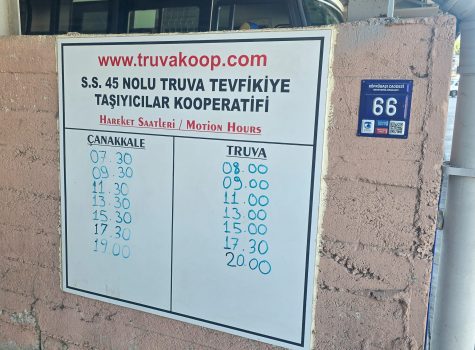 www.truvakoop.com
S.S. 45 NOLU TRUVA TEVFİKİYE
TAŞIYICILAR KOOPERATİFİ
Hareket Saatleri / Motion Hours
ÇANAKKALE
07.30
09.30
11.30
13.30
15.30
17.30
19.00
TRUVA
08.00
09.00
11.00
13.00
15.00
17.30
20.00
66